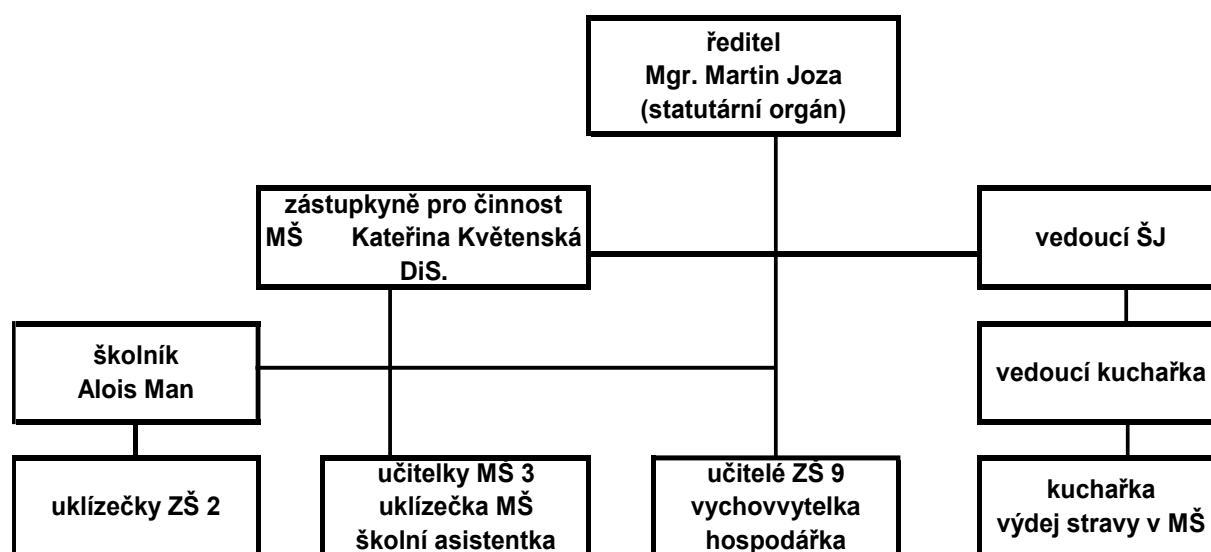 ředitel
Mgr. Martin Joza
(statutární orgán)
zástupkyně pro činnost
MŠ Kateřina Květenská
DiS.
vedoucí ŠJ
školník
Alois Man
vedoucí kuchařka
uklízečky ZŠ 2
učitelky MŠ 3
uklízečka MŠ
školní asistentka
učitelé ZŠ 9
vychovvytelka
hospodářka
kuchařka
výdej stravy v MŠ